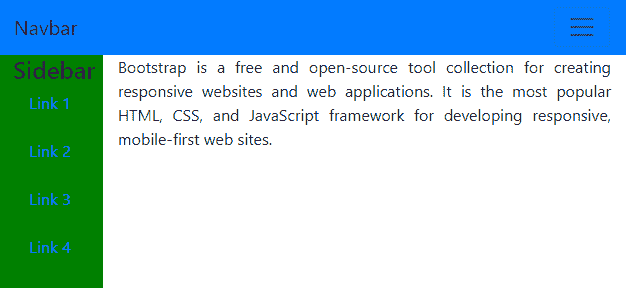 Navbar
Sidebar
Link 1
Link 2
Link 3
Link 4
Bootstrap is a free and open-source tool collection for creating
responsive websites and web applications. It is the most popular
HTML, CSS, and JavaScript framework for developing responsive,
mobile-first web sites.